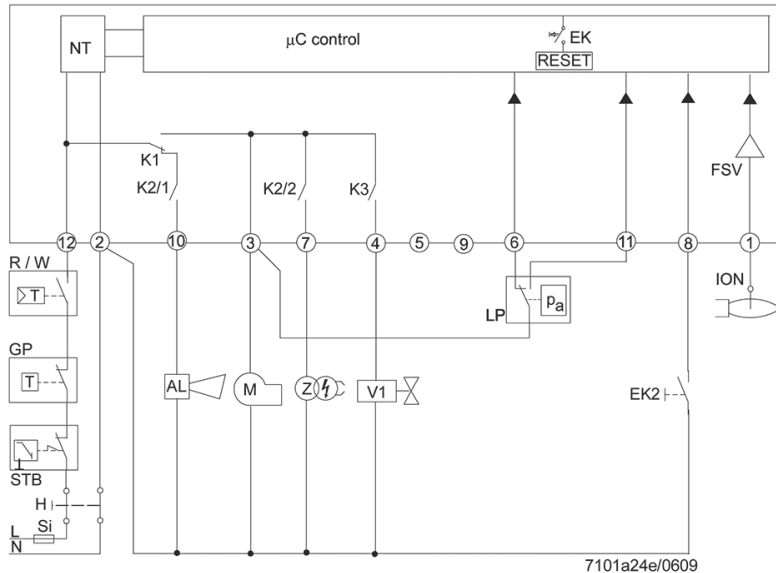 NT
μC control
EK
RESET
K1
FSV
K2/1
K2/2
K3
12
2
10
3
7
4
5
9
6
11
8
1
R / W
ION
T
LP
pa
GP
T
AL
M
Z
V1
EK2
STB
H
Si
L
N
7101a24e/0609